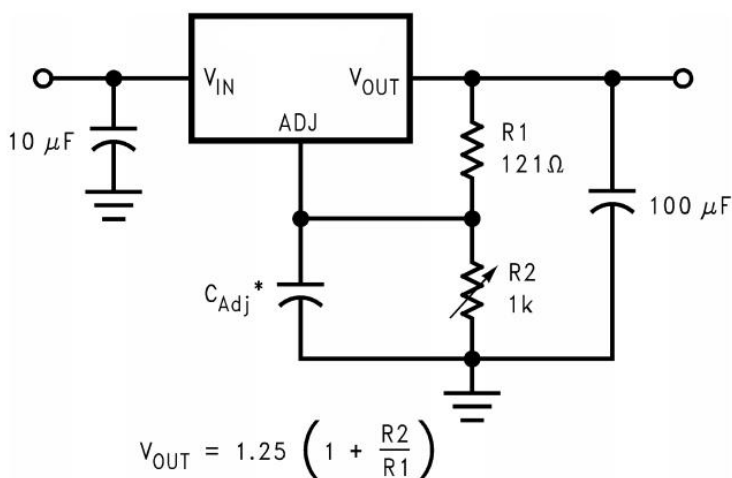 V_IN
V_OUT
ADJ
10 μF
R1
121Ω
100 μF
C_Adj*
R2
1k
V_OUT = 1.25 (1 + R2/R1)